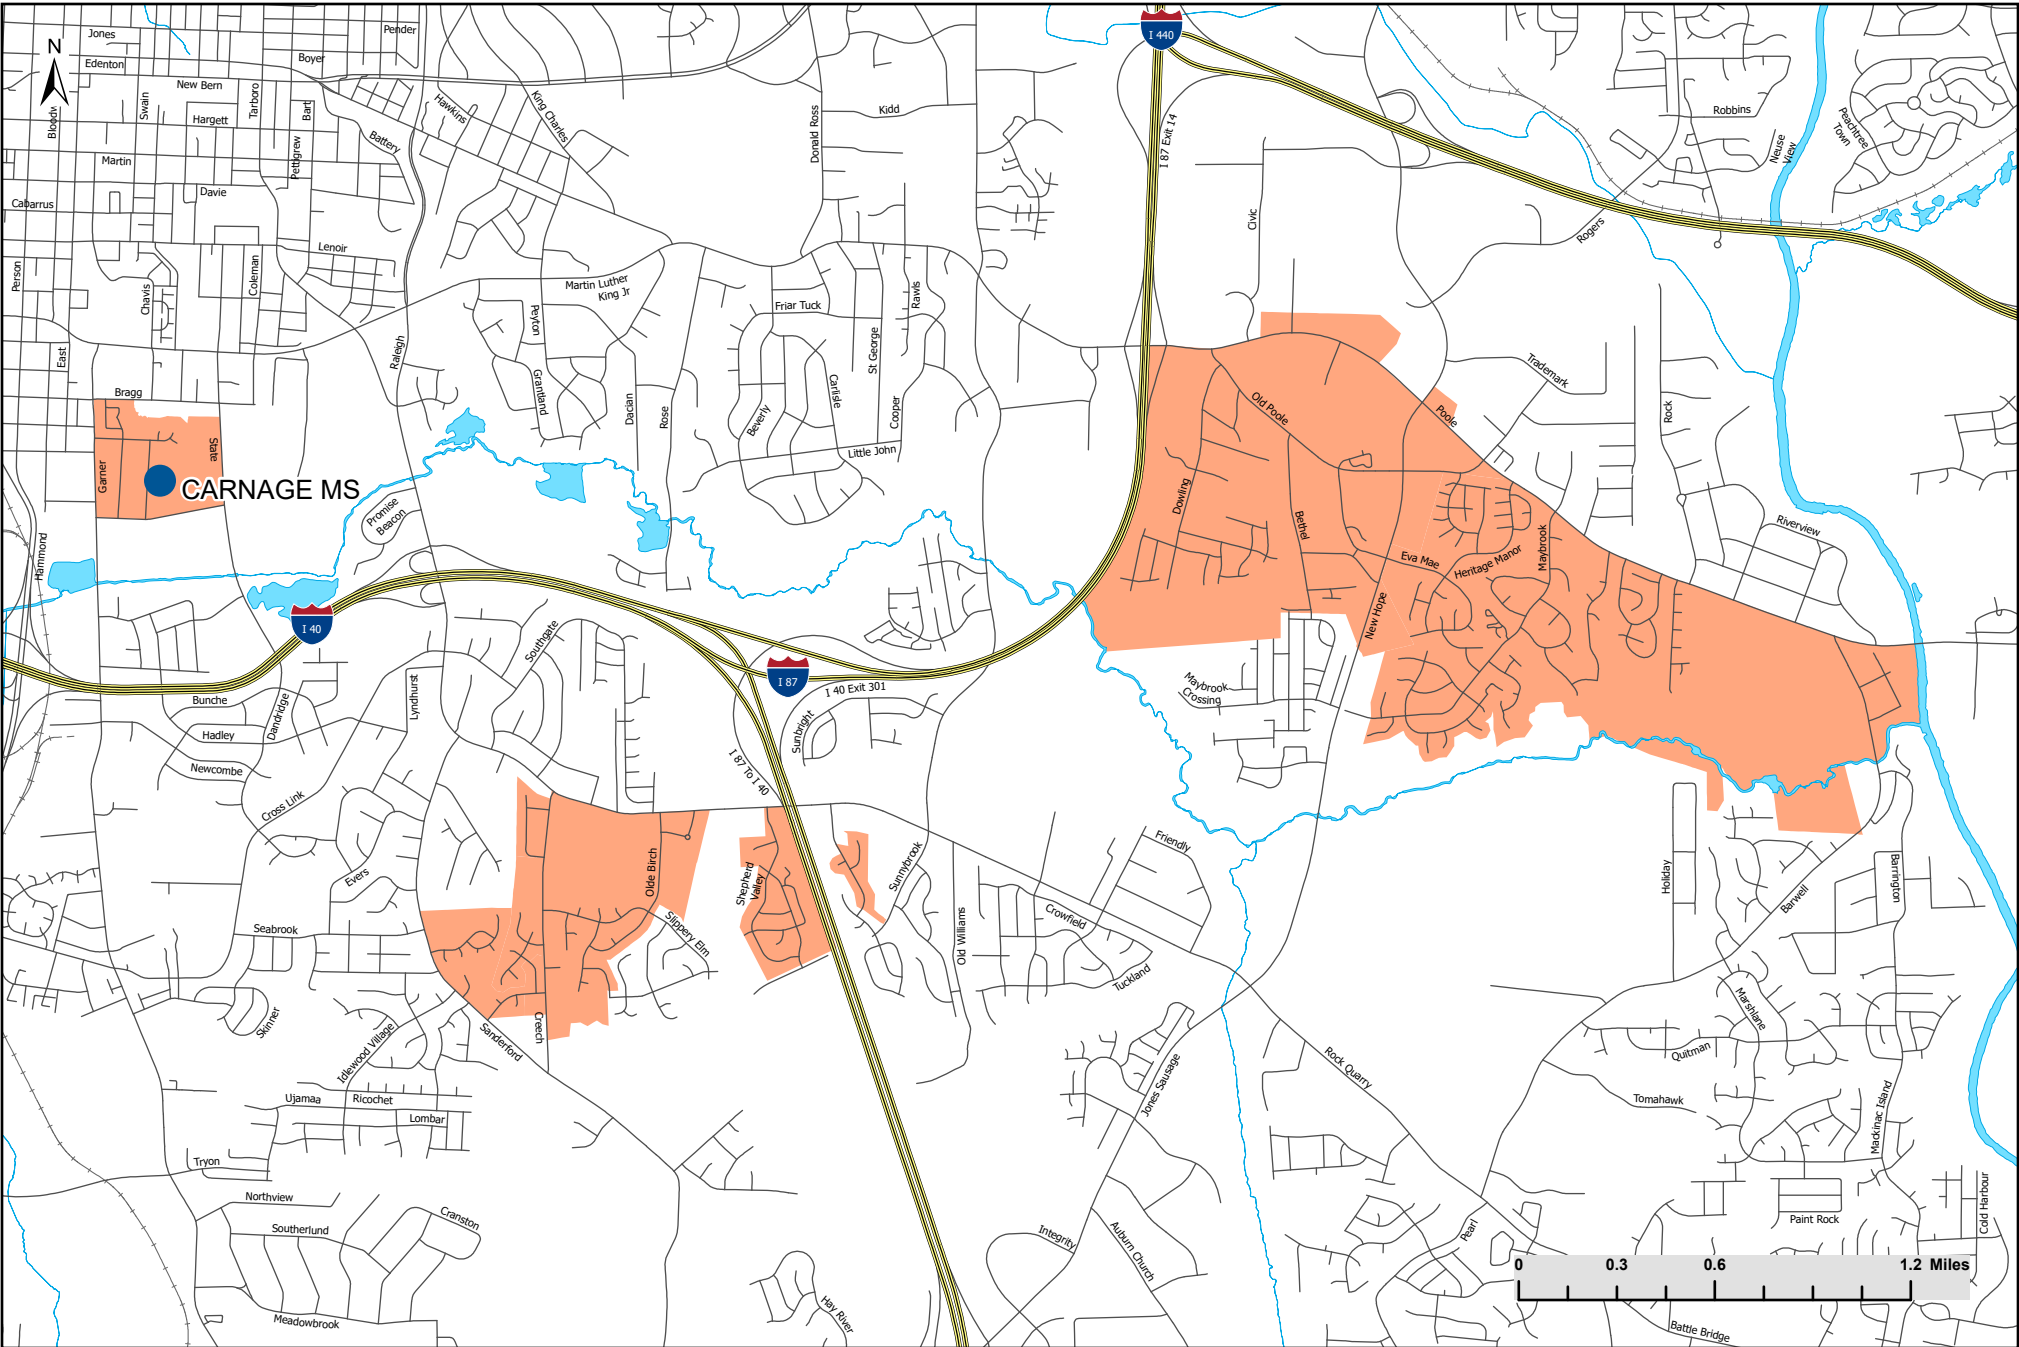 N
Jones
Edenton
Pender
Boyer
New Bern
Swain
Tarboro
Bart
Hargett
Hawkins
King Charles
Battery
Pettigrew
Martin
Davie
Cabarrus
Lenoir
Person
Chavis
Coleman
East
Bragg
State
Garner
CARNAGE MS
Hammond
Raleigh
Promise
Beacon
Donald Ross
Kidd
Martin Luther
King Jr
Peyton
Grantland
Dacian
Rose
Friar Tuck
Beverly
Carlisle
St George
Rawls
Cooper
Little John
I 440
I 87 Exit 14
Civic
Rogers
Robbins
Neuse
View
Peachtree
Town
Trademark
Rock
Old Poole
Poole
Dowling
Bethel
Eva Mae
Heritage Manor
Maybrook
New Hope
Riverview
I 40
I 87
I 40 Exit 301
Sunbright
I 87 To I 40
Southgate
Lyndhurst
Bunche
Dandridge
Hadley
Newcombe
Cross Link
Evers
Seabrook
Skinner
Idlewood Village
Sanderford
Creech
Olde Birch
Slippery Elm
Shepherd
Valley
Sunnybrook
Old Williams
Crowfield
Tuckland
Friendly
Maybrook
Crossing
Holiday
Barwell
Barrington
Marshlane
Quitman
Tomahawk
Mackinac Island
Rock Quarry
Jones Sausage
Ujamaa
Ricochet
Lombar
Tryon
Northview
Southerlund
Cranston
Meadowbrook
Hay River
Integrity
Auburn Church
Pearl
Paint Rock
Cold Harbour
Battle Bridge
0 0.3 0.6 1.2 Miles